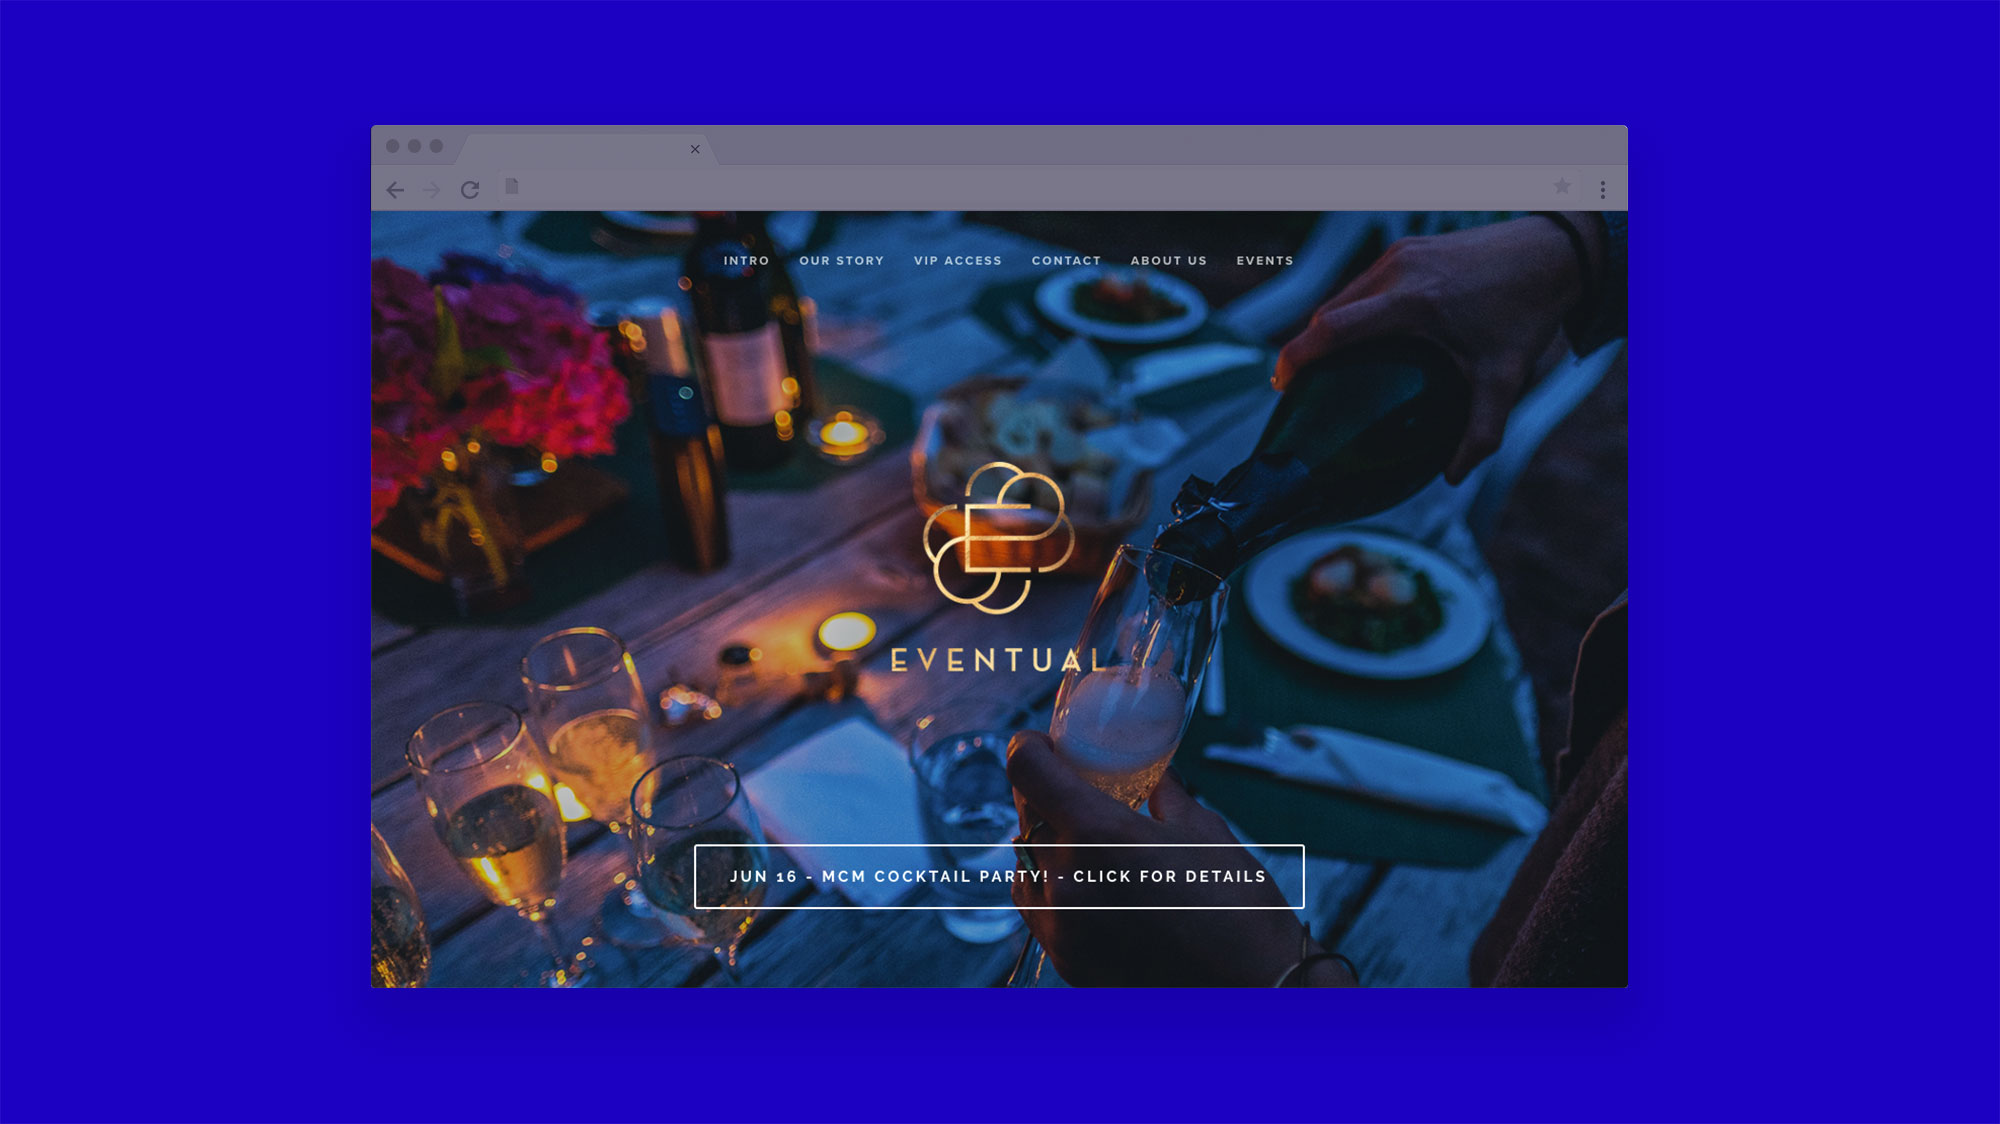 INTRO OUR STORY VIP ACCESS CONTACT ABOUT US EVENTS
EVENTUAL
JUN 16 - MCM COCKTAIL PARTY! - CLICK FOR DETAILS